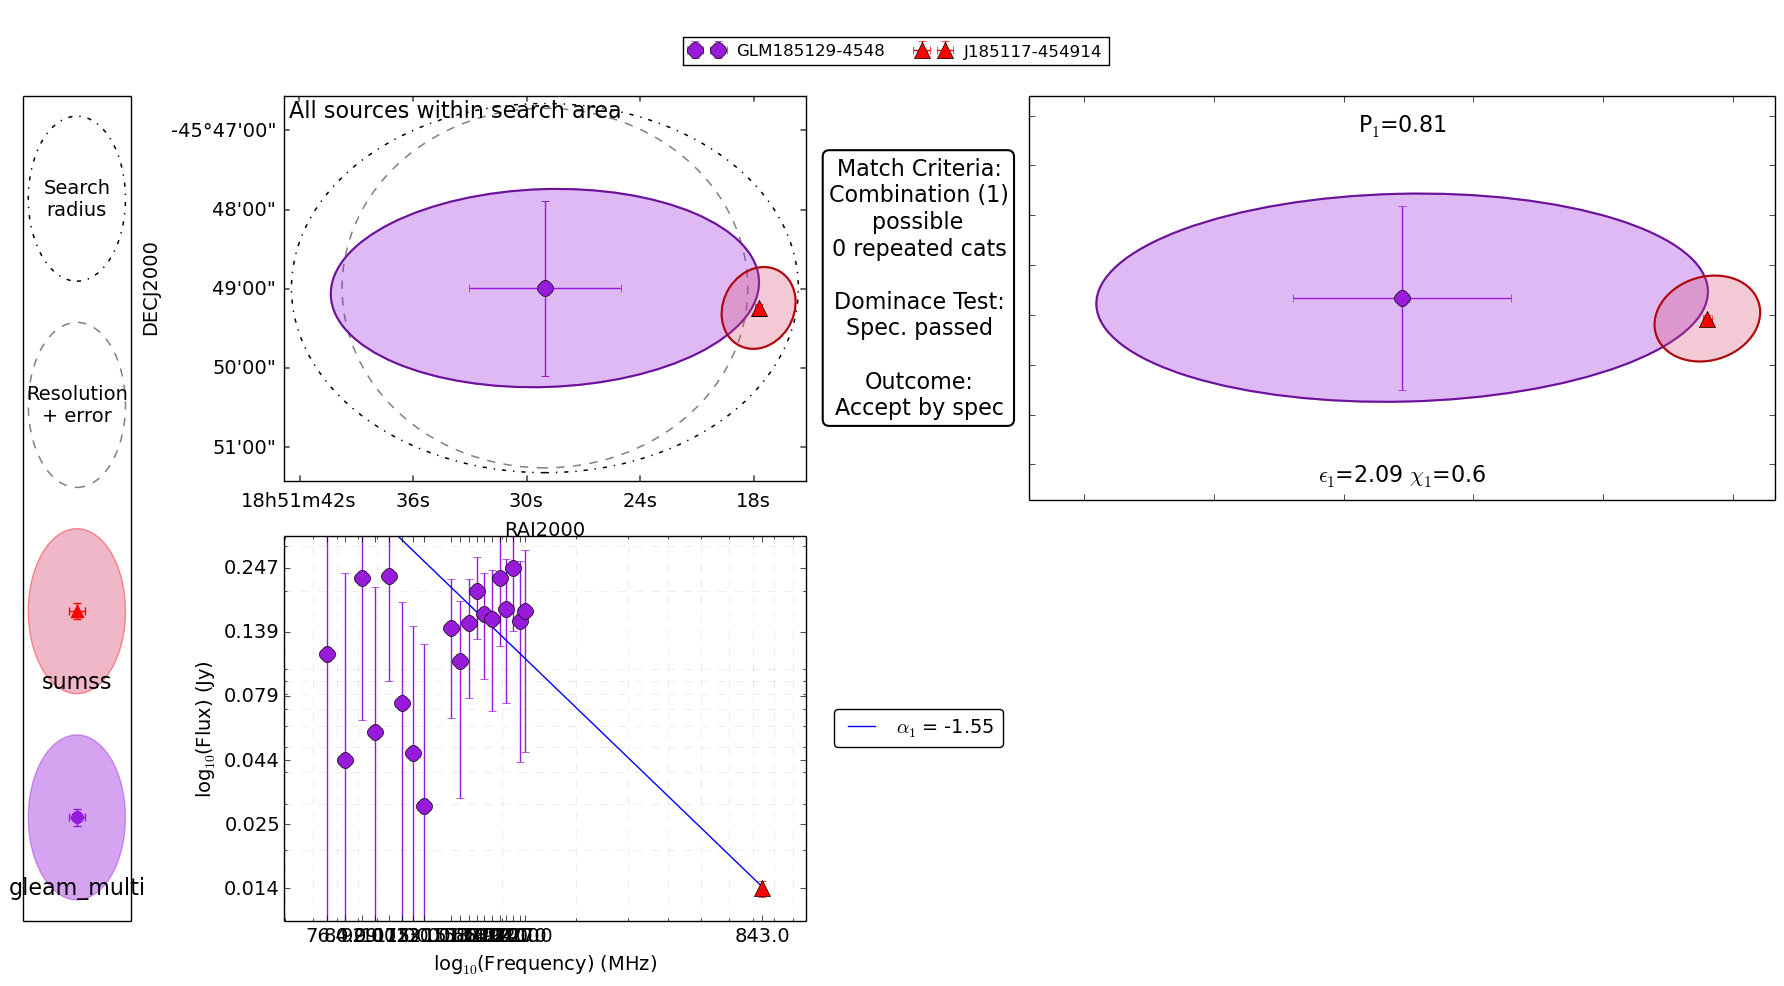 GLM185129-4548
J185117-454914
Search
radius
Resolution
+ error
sumss
gleam_multi
All sources within search area
-45°47'00"
48'00"
49'00"
50'00"
51'00"
DECJ2000
18h51m42s
36s
30s
24s
18s
RAJ2000
Match Criteria:
Combination (1)
possible
0 repeated cats
Dominace Test:
Spec. passed
Outcome:
Accept by spec
P₁=0.81
ϵ₁=2.09 χ₁=0.6
0.247
0.139
0.079
0.044
0.025
0.014
log₁₀(Flux) (Jy)
843.0
log₁₀(Frequency) (MHz)
α₁ = -1.55